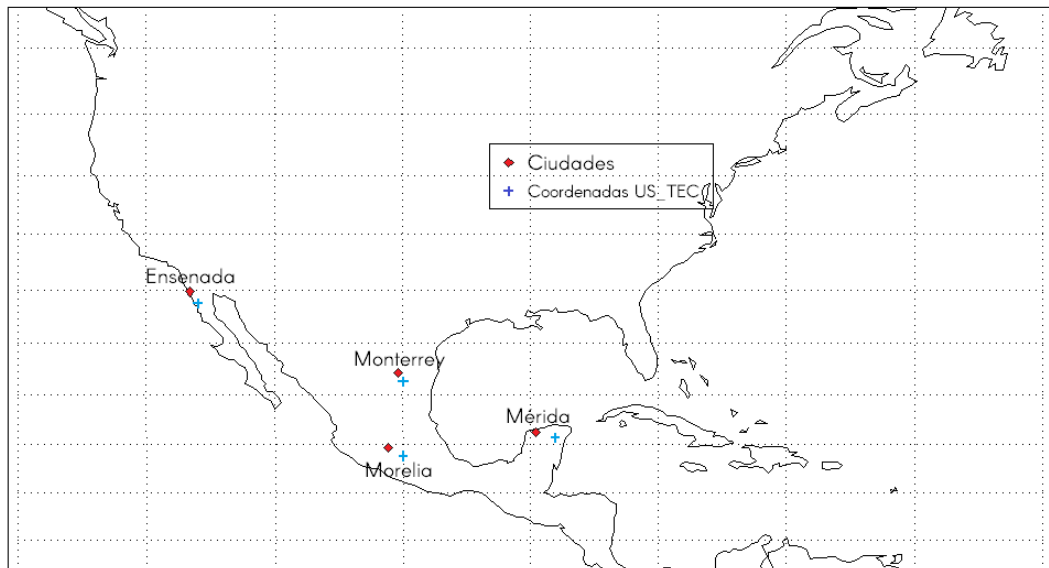 Ciudades
Coordenadas US_TEC
Ensenada
Monterrey
Mérida
Morelia